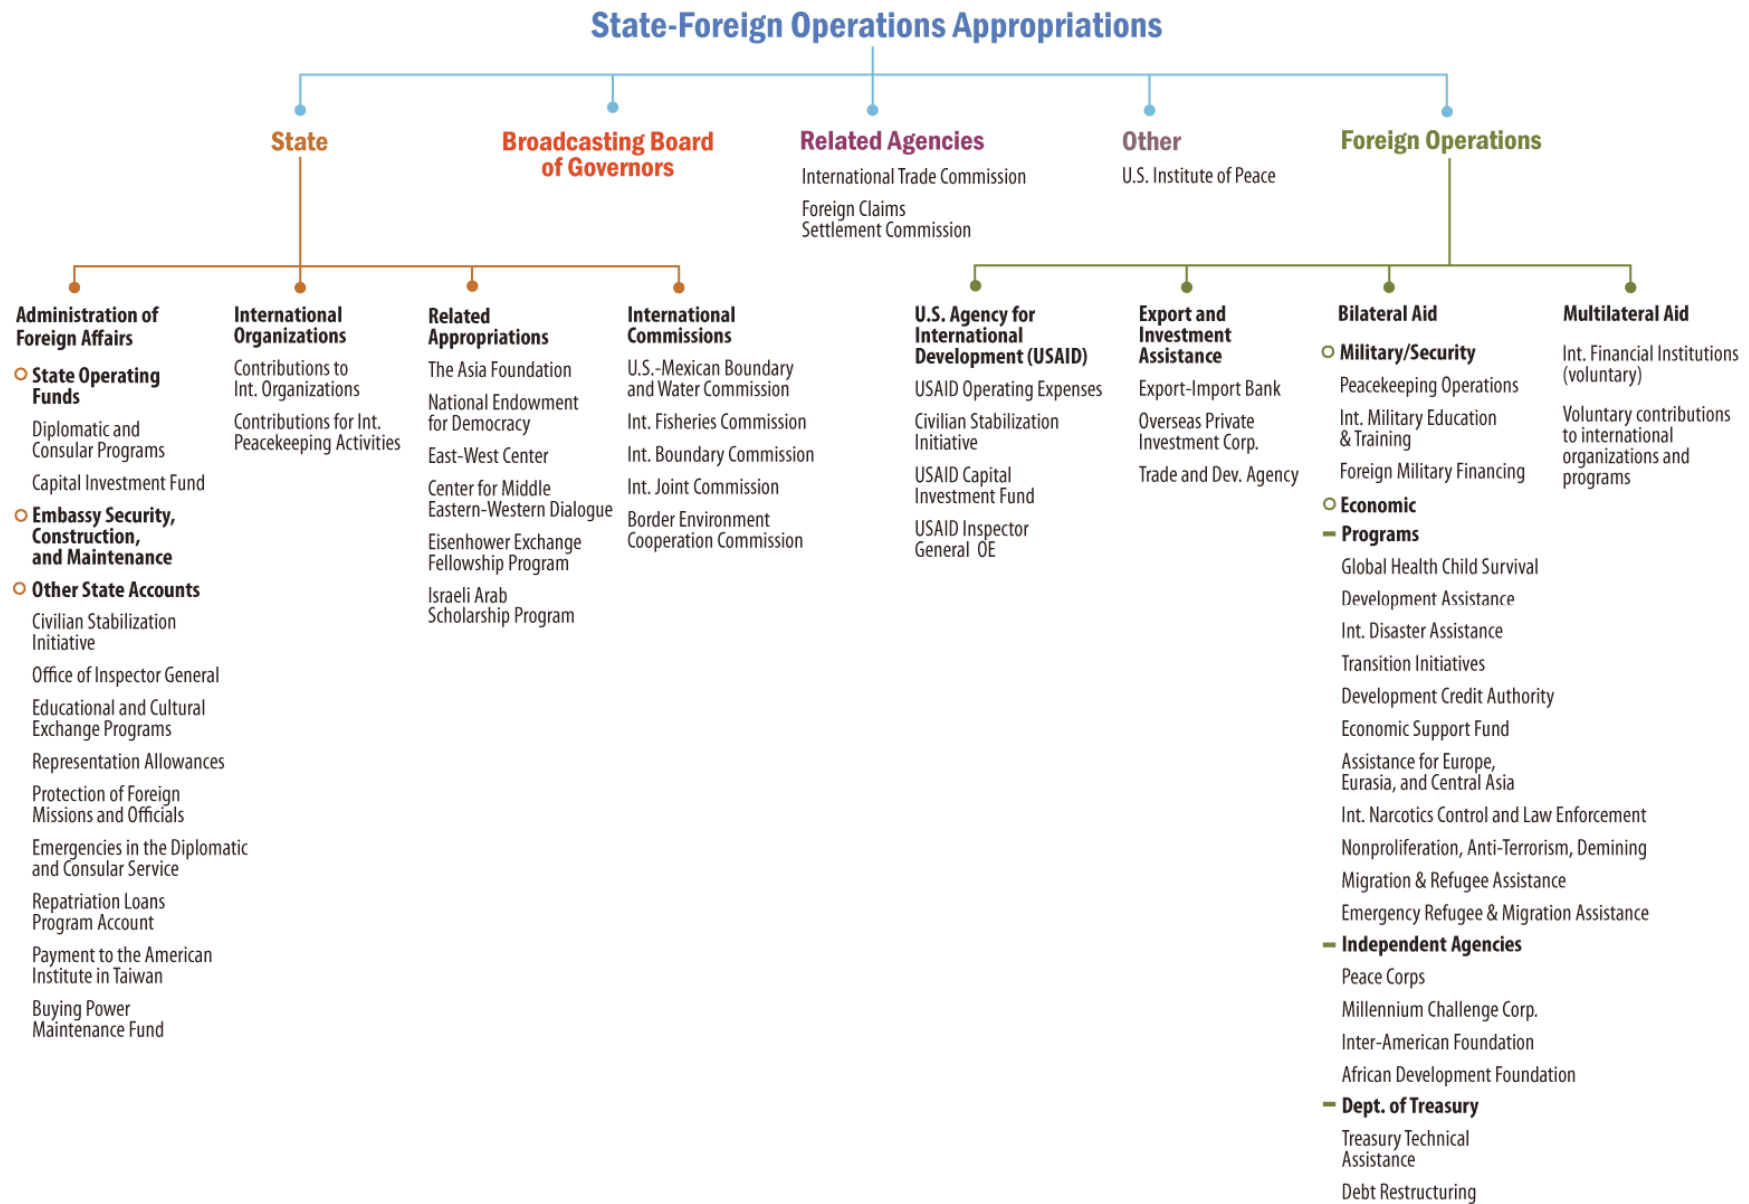 State-Foreign Operations Appropriations
State
Broadcasting Board
of Governors
Related Agencies
International Trade Commission
Foreign Claims
Settlement Commission
Other
U.S. Institute of Peace
Foreign Operations
Administration of
Foreign Affairs
State Operating
Funds
Diplomatic and
Consular Programs
Capital Investment Fund
Embassy Security,
Construction,
and Maintenance
Other State Accounts
Civilian Stabilization
Initiative
Office of Inspector General
Educational and Cultural
Exchange Programs
Representation Allowances
Protection of Foreign
Missions and Officials
Emergencies in the Diplomatic
and Consular Service
Repatriation Loans
Program Account
Payment to the American
Institute in Taiwan
Buying Power
Maintenance Fund
International
Organizations
Contributions to
Int. Organizations
Contributions for Int.
Peacekeeping Activities
Related
Appropriations
The Asia Foundation
National Endowment
for Democracy
East-West Center
Center for Middle
Eastern-Western Dialogue
Eisenhower Exchange
Fellowship Program
Israeli Arab
Scholarship Program
International
Commissions
U.S.-Mexican Boundary
and Water Commission
Int. Fisheries Commission
Int. Boundary Commission
Int. Joint Commission
Border Environment
Cooperation Commission
U.S. Agency for
International
Development (USAID)
USAID Operating Expenses
Civilian Stabilization
Initiative
USAID Capital
Investment Fund
USAID Inspector
General OE
Export and
Investment
Assistance
Export-Import Bank
Overseas Private
Investment Corp.
Trade and Dev. Agency
Bilateral Aid
Military/Security
Peacekeeping Operations
Int. Military Education
& Training
Foreign Military Financing
Economic
Programs
Global Health Child Survival
Development Assistance
Int. Disaster Assistance
Transition Initiatives
Development Credit Authority
Economic Support Fund
Assistance for Europe,
Eurasia, and Central Asia
Int. Narcotics Control and Law Enforcement
Nonproliferation, Anti-Terrorism, Demining
Migration & Refugee Assistance
Emergency Refugee & Migration Assistance
Independent Agencies
Peace Corps
Millennium Challenge Corp.
Inter-American Foundation
African Development Foundation
Dept. of Treasury
Treasury Technical
Assistance
Debt Restructuring
Multilateral Aid
Int. Financial Institutions
(voluntary)
Voluntary contributions
to international
organizations and
programs